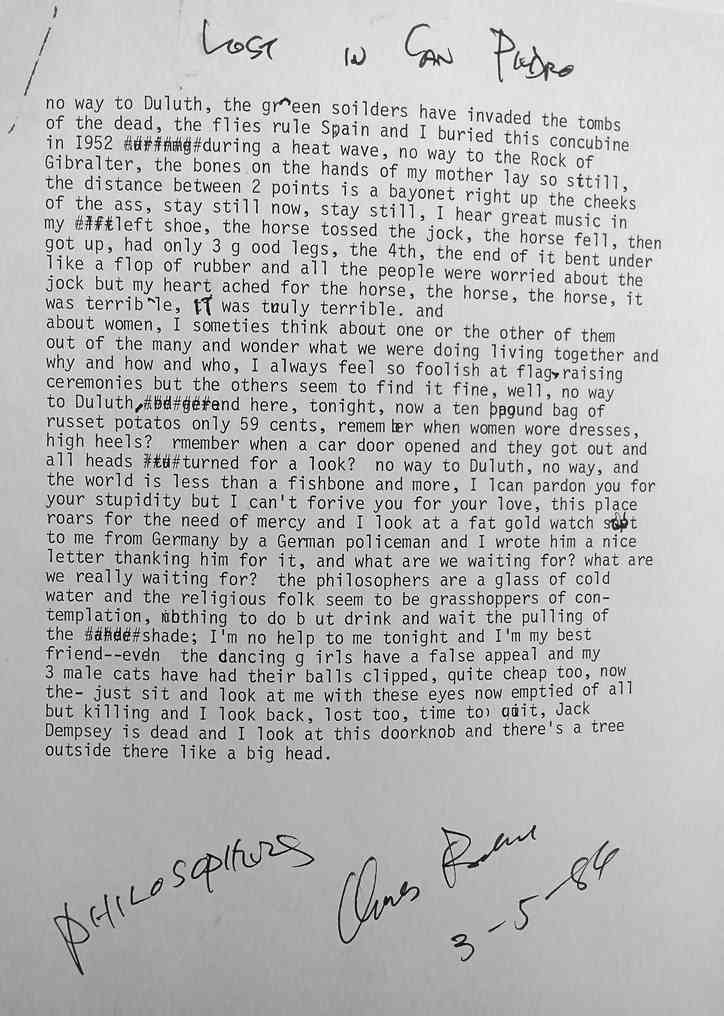 LOST IN SAN PEDRO
no way to Duluth, the gr^een soilders have invaded the tombs
of the dead, the flies rule Spain and I buried this concubine
in I952 #######during a heat wave, no way to the Rock of
Gibralter, the bones on the hands of my mother lay so still,
the distance between 2 points is a bayonet right up the cheeks
of the ass, stay still now, stay still, I hear great music in
my ####left shoe, the horse tossed the jock, the horse fell, then
got up, had only 3 g ood legs, the 4th, the end of it bent under
like a flop of rubber and all the people were worried about the
jock but my heart ached for the horse, the horse, the horse, it
was terrib^le, IT was truly terrible. and
about women, I someties think about one or the other of them
out of the many and wonder what we were doing living together and
why and how and who, I always feel so foolish at flag raising
ceremonies but the others seem to find it fine, well, no way
to Duluth, end here, tonight, now a ten pound bag of
russet potatos only 59 cents, remember when women wore dresses,
high heels? rmember when a car door opened and they got out and
all heads ####turned for a look? no way to Duluth, no way, and
the world is less than a fishbone and more, I can pardon you for
your stupidity but I can't forive you for your love, this place
roars for the need of mercy and I look at a fat gold watch
to me from Germany by a German policeman and I wrote him a nice
letter thanking him for it, and what are we waiting for? what are
we really waiting for? the philosophers are a glass of cold
water and the religious folk seem to be grasshoppers of con-
templation, nothing to do b ut drink and wait the pulling of
the ######shade; I'm no help to me tonight and I'm my best
friend--even the dancing g irls have a false appeal and my
3 male cats have had their balls clipped, quite cheap too, now
the- just sit and look at me with these eyes now emptied of all
but killing and I look back, lost too, time to quit, Jack
Dempsey is dead and I look at this doorknob and there's a tree
outside there like a big head.
PHILOSOPHERS
3-5-84